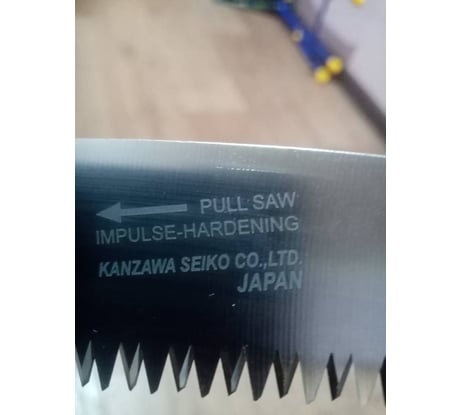 PULL SAW
IMPULSE-HARDENING
KANZAWA SEIKO CO.,LTD.
JAPAN